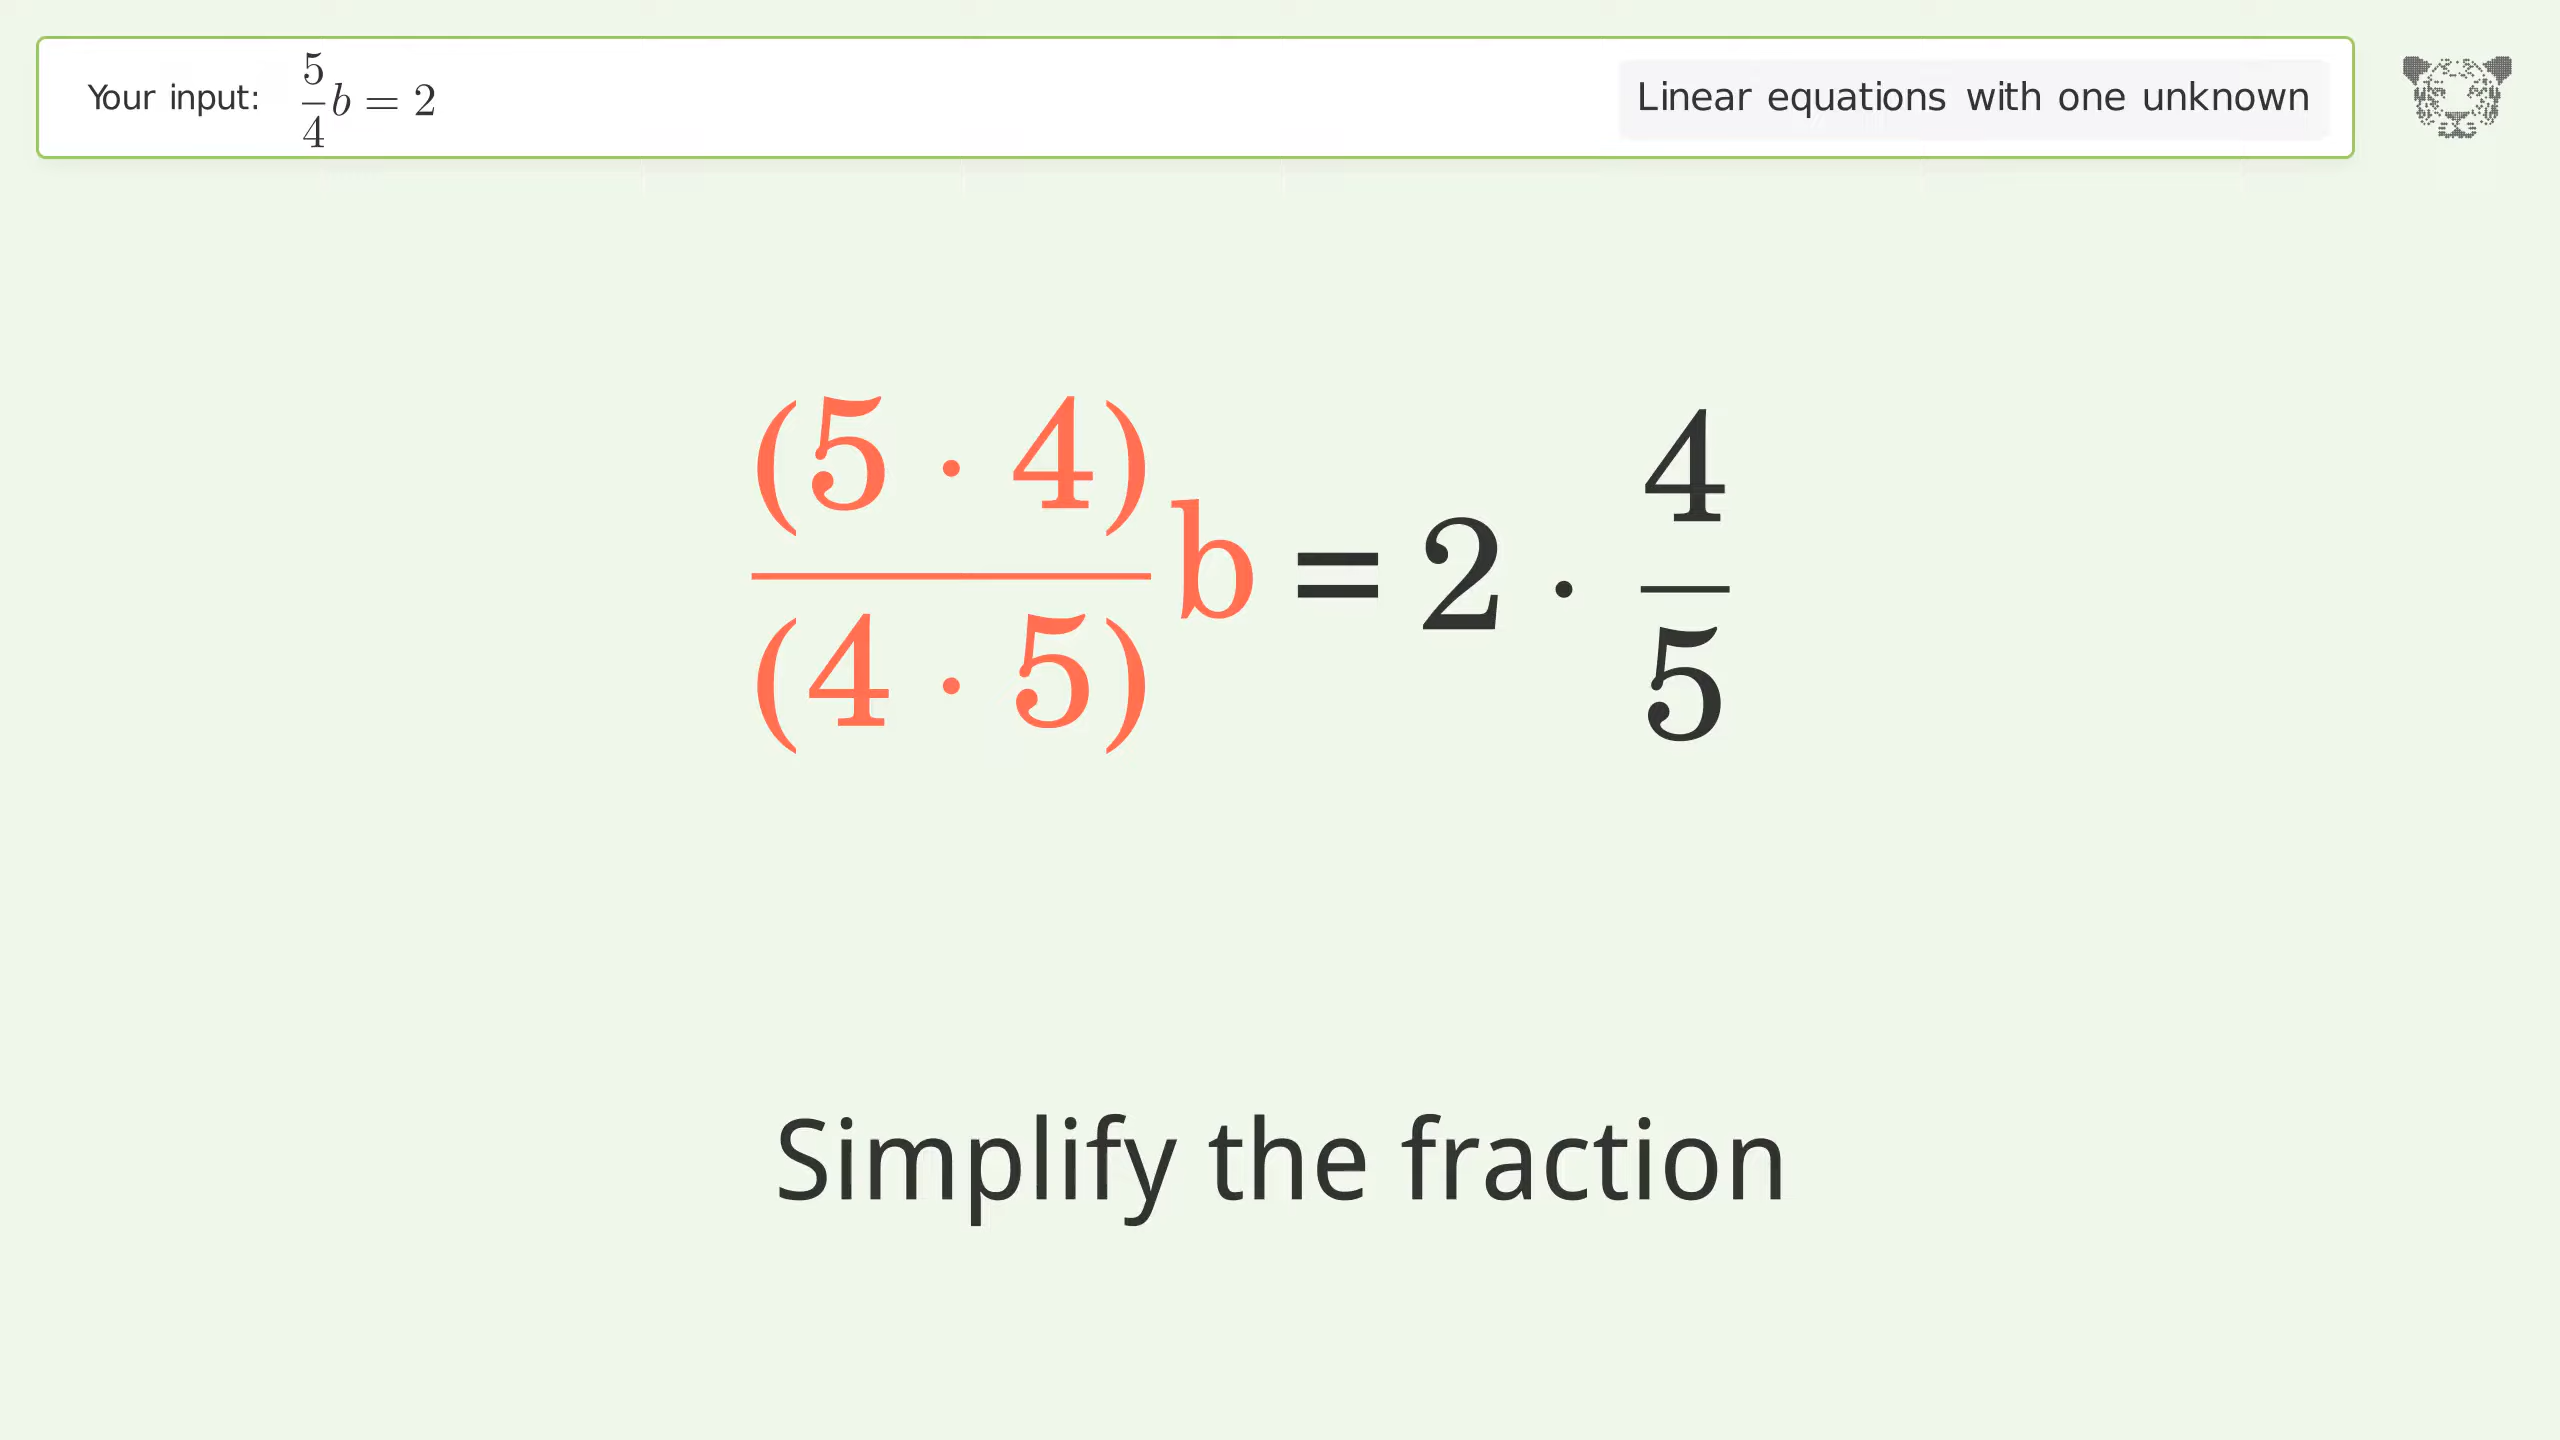 Your input: 5/4 b = 2
Linear equations with one unknown
(5 · 4)/(4 · 5) b = 2 · 4/5
Simplify the fraction